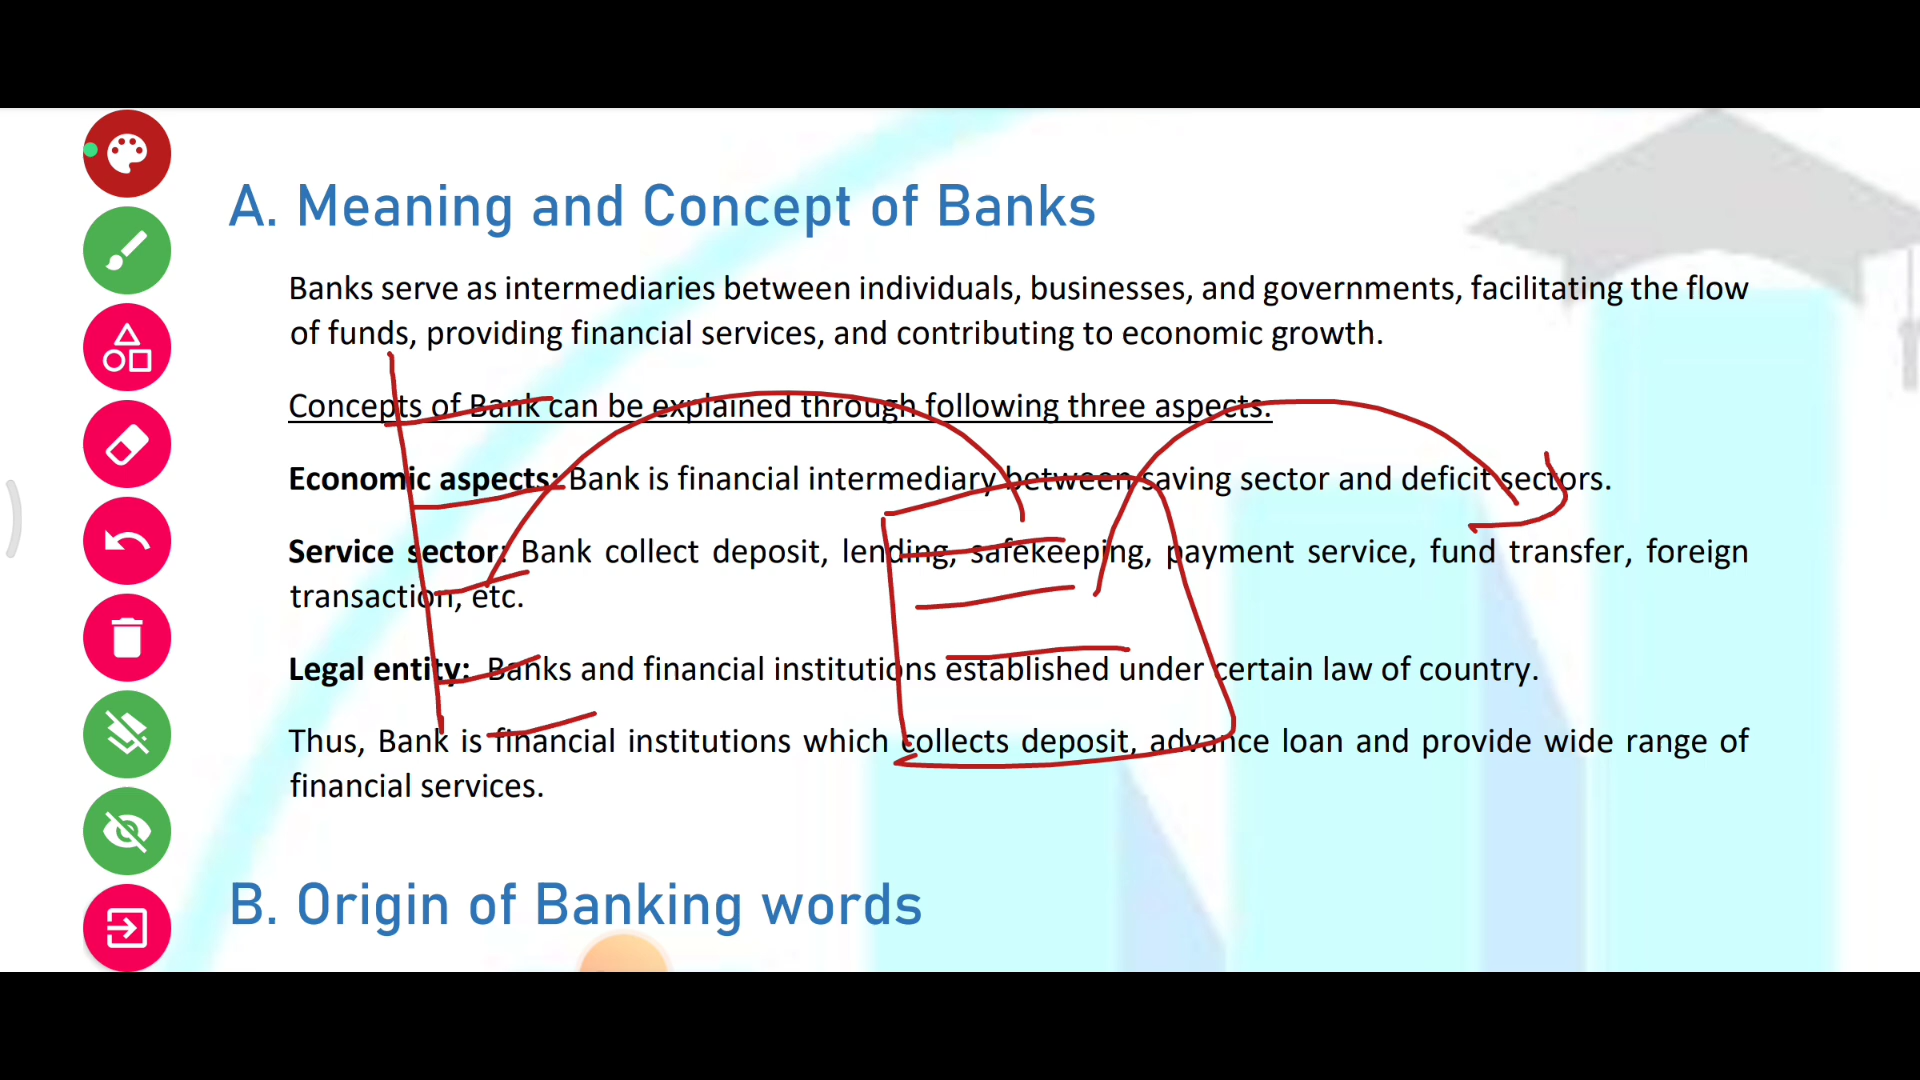 A. Meaning and Concept of Banks
Banks serve as intermediaries between individuals, businesses, and governments, facilitating the flow
of funds, providing financial services, and contributing to economic growth.
Concepts of Bank can be explained through following three aspects.
Economic aspects: Bank is financial intermediary between saving sector and deficit sectors.
Service sector: Bank collect deposit, lending, safekeeping, payment service, fund transfer, foreign
transaction, etc.
Legal entity: Banks and financial institutions established under certain law of country.
Thus, Bank is financial institutions which collects deposit, advance loan and provide wide range of
financial services.
B. Origin of Banking words